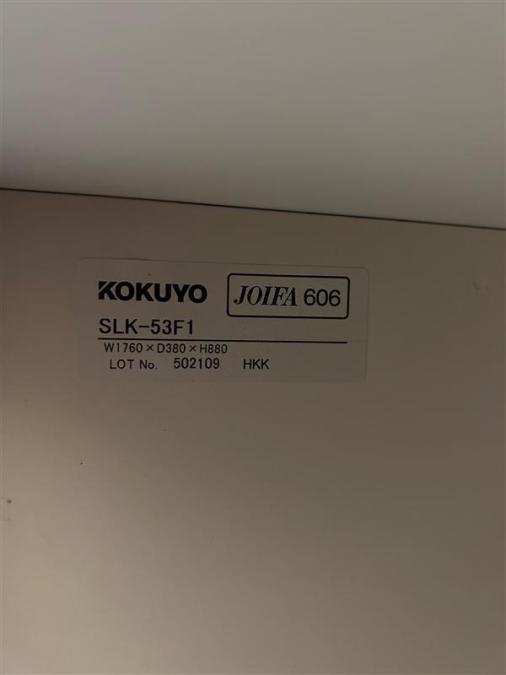 KOKUYO JOIFA 606
SLK-53F1
W1760×D380×H880
LOT No. 502109 HKK